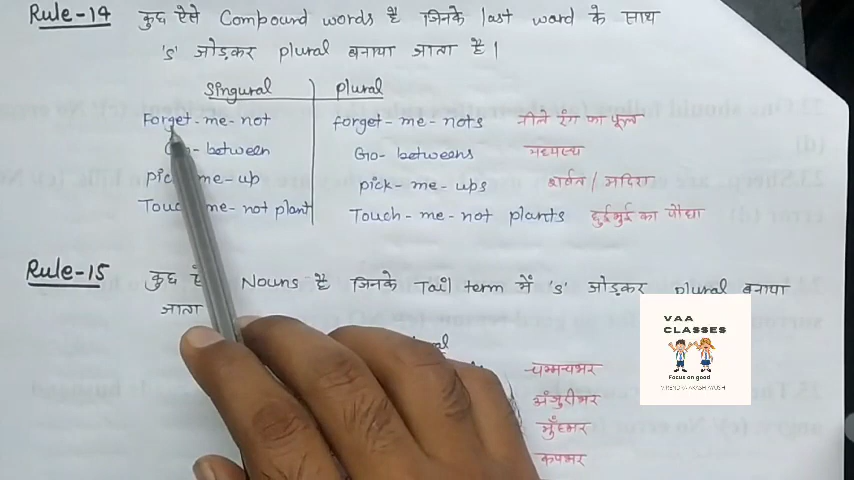 Rule-14 कुछ ऐसे Compound words है जिनके last word के साथ
's' जोड़कर plural बनाया जाता है।
Singural plural
Forget-me-not forget-me-nots नीले रंग का फूल
Go-between Go-betweens मध्यस्थ
pick-me-up pick-me-ups शर्बत / मदिरा
Touch-me-not plant Touch-me-not plants छुईमुई का पौधा
Rule-15 कुछ Nouns है जिनके Tail term में 's' जोड़कर plural बनाया
जाता
चम्मचभर
अंजुरीभर
मुँहभर
कपभर
VAA
CLASSES
Focus on good